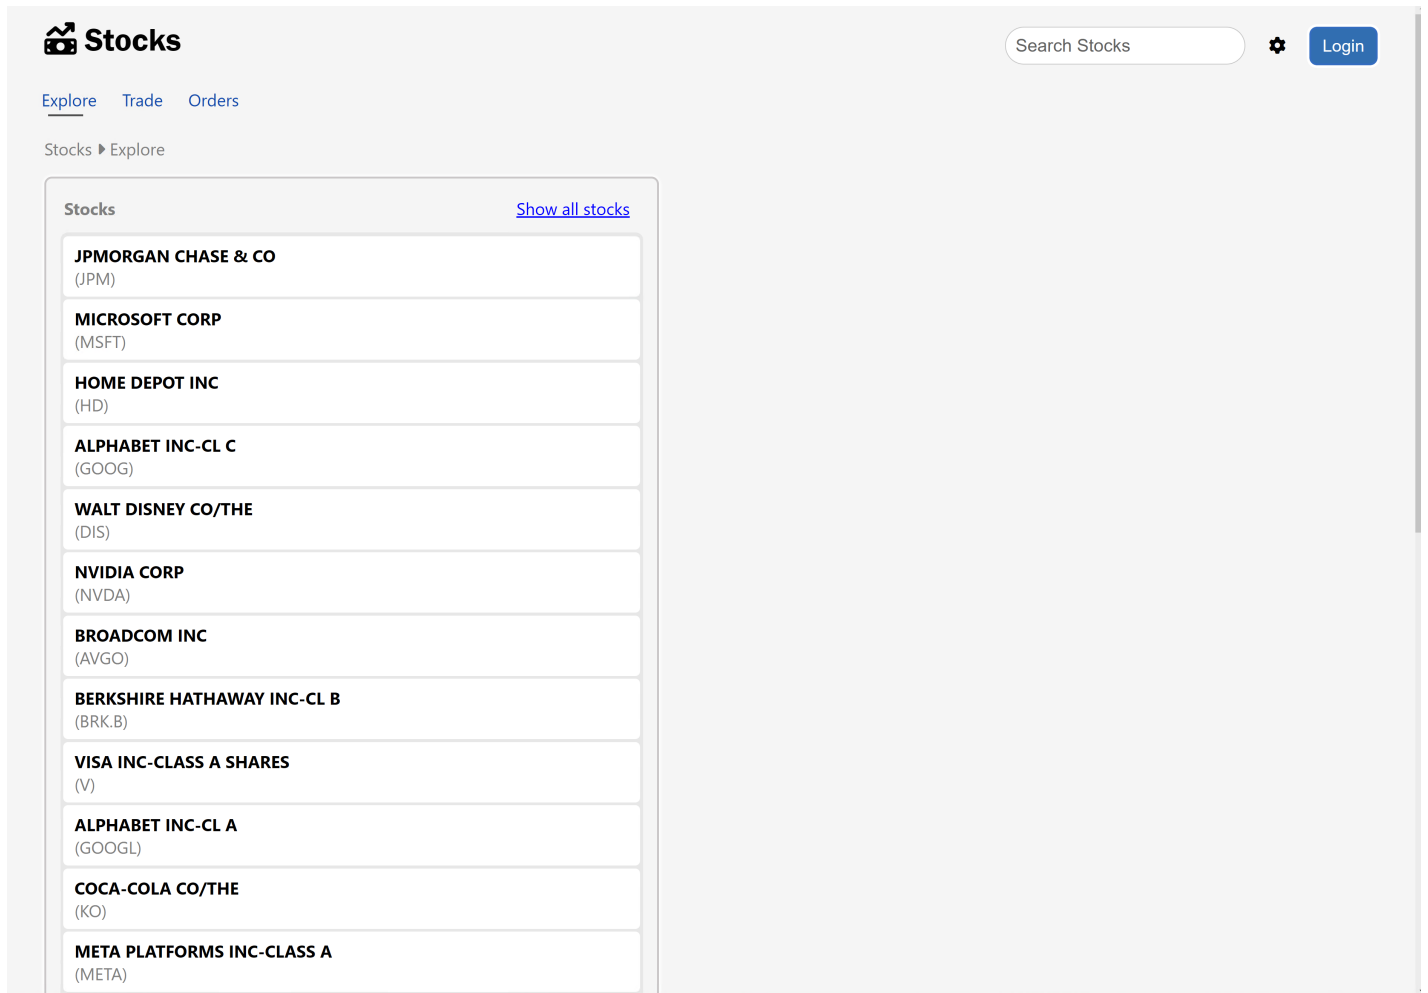 Stocks
Search Stocks
Login
Explore Trade Orders
Stocks Explore
Stocks Show all stocks
JPMORGAN CHASE & CO
(JPM)
MICROSOFT CORP
(MSFT)
HOME DEPOT INC
(HD)
ALPHABET INC-CL C
(GOOG)
WALT DISNEY CO/THE
(DIS)
NVIDIA CORP
(NVDA)
BROADCOM INC
(AVGO)
BERKSHIRE HATHAWAY INC-CL B
(BRK.B)
VISA INC-CLASS A SHARES
(V)
ALPHABET INC-CL A
(GOOGL)
COCA-COLA CO/THE
(KO)
META PLATFORMS INC-CLASS A
(META)